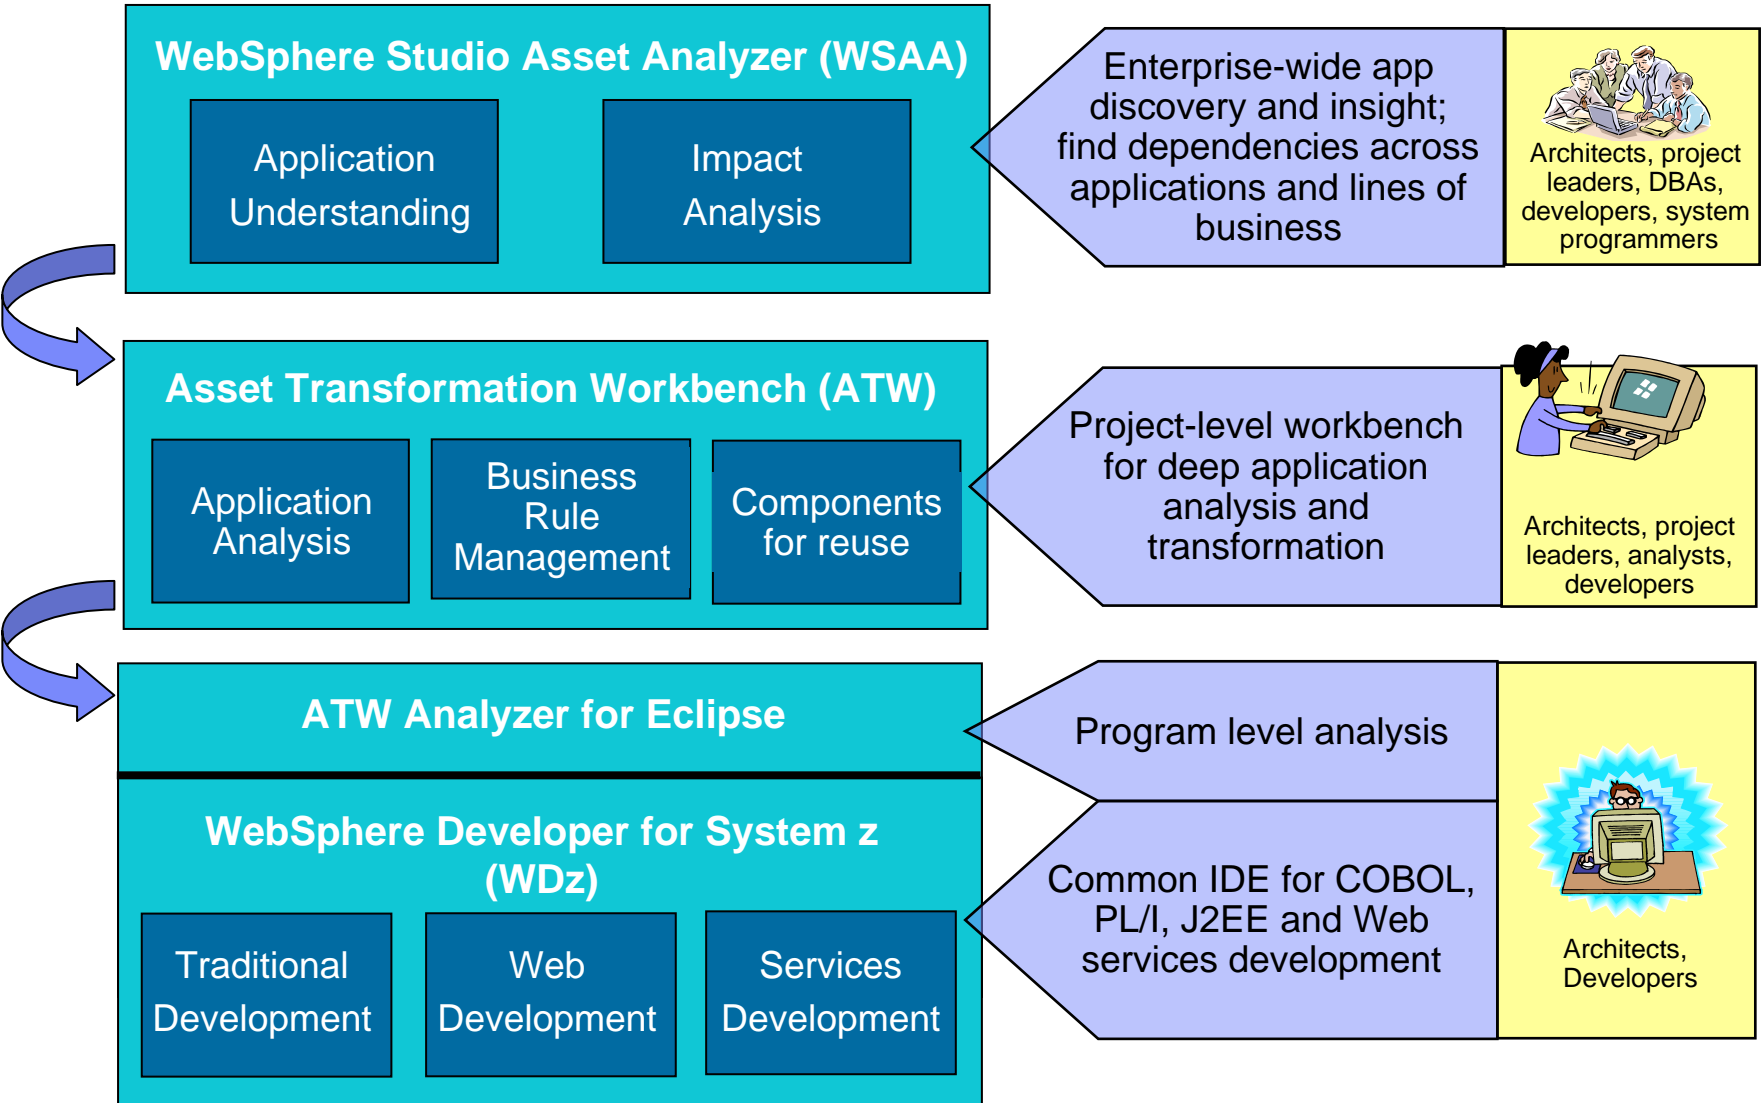 WebSphere Studio Asset Analyzer (WSAA)
Application
Understanding
Impact
Analysis
Enterprise-wide app
discovery and insight;
find dependencies across
applications and lines of
business
Architects, project
leaders, DBAs,
developers, system
programmers
Asset Transformation Workbench (ATW)
Application
Analysis
Business
Rule
Management
Components
for reuse
Project-level workbench
for deep application
analysis and
transformation
Architects, project
leaders, analysts,
developers
ATW Analyzer for Eclipse
Program level analysis
WebSphere Developer for System z
(WDz)
Traditional
Development
Web
Development
Services
Development
Common IDE for COBOL,
PL/I, J2EE and Web
services development
Architects,
Developers